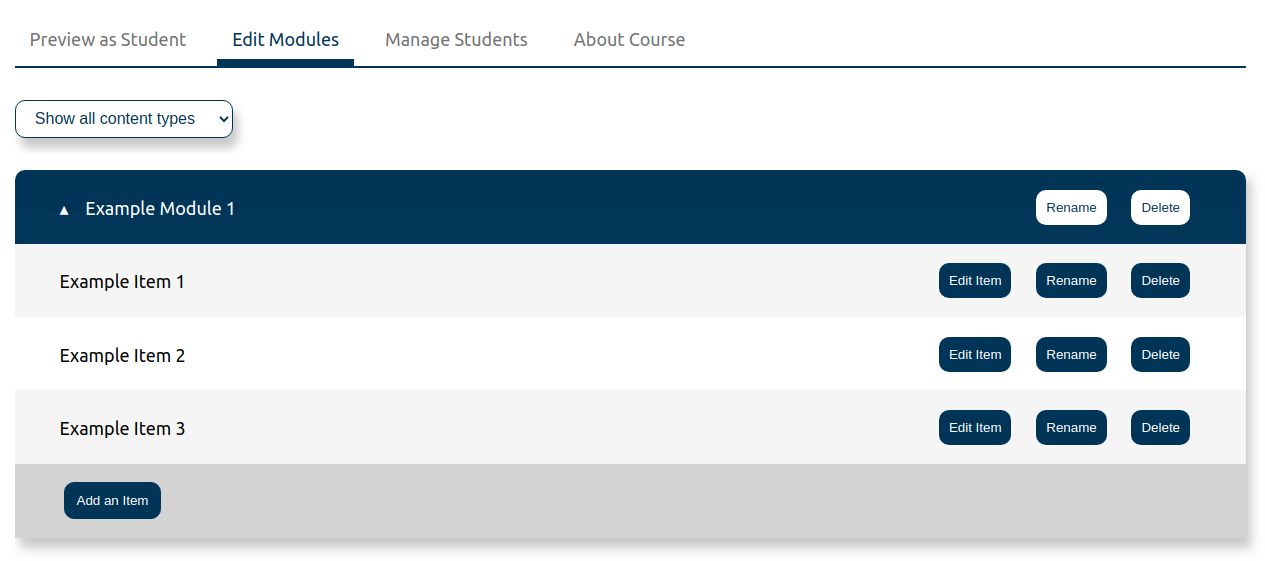 Preview as Student Edit Modules Manage Students About Course
Show all content types
▲ Example Module 1 Rename Delete
Example Item 1 Edit Item Rename Delete
Example Item 2 Edit Item Rename Delete
Example Item 3 Edit Item Rename Delete
Add an Item